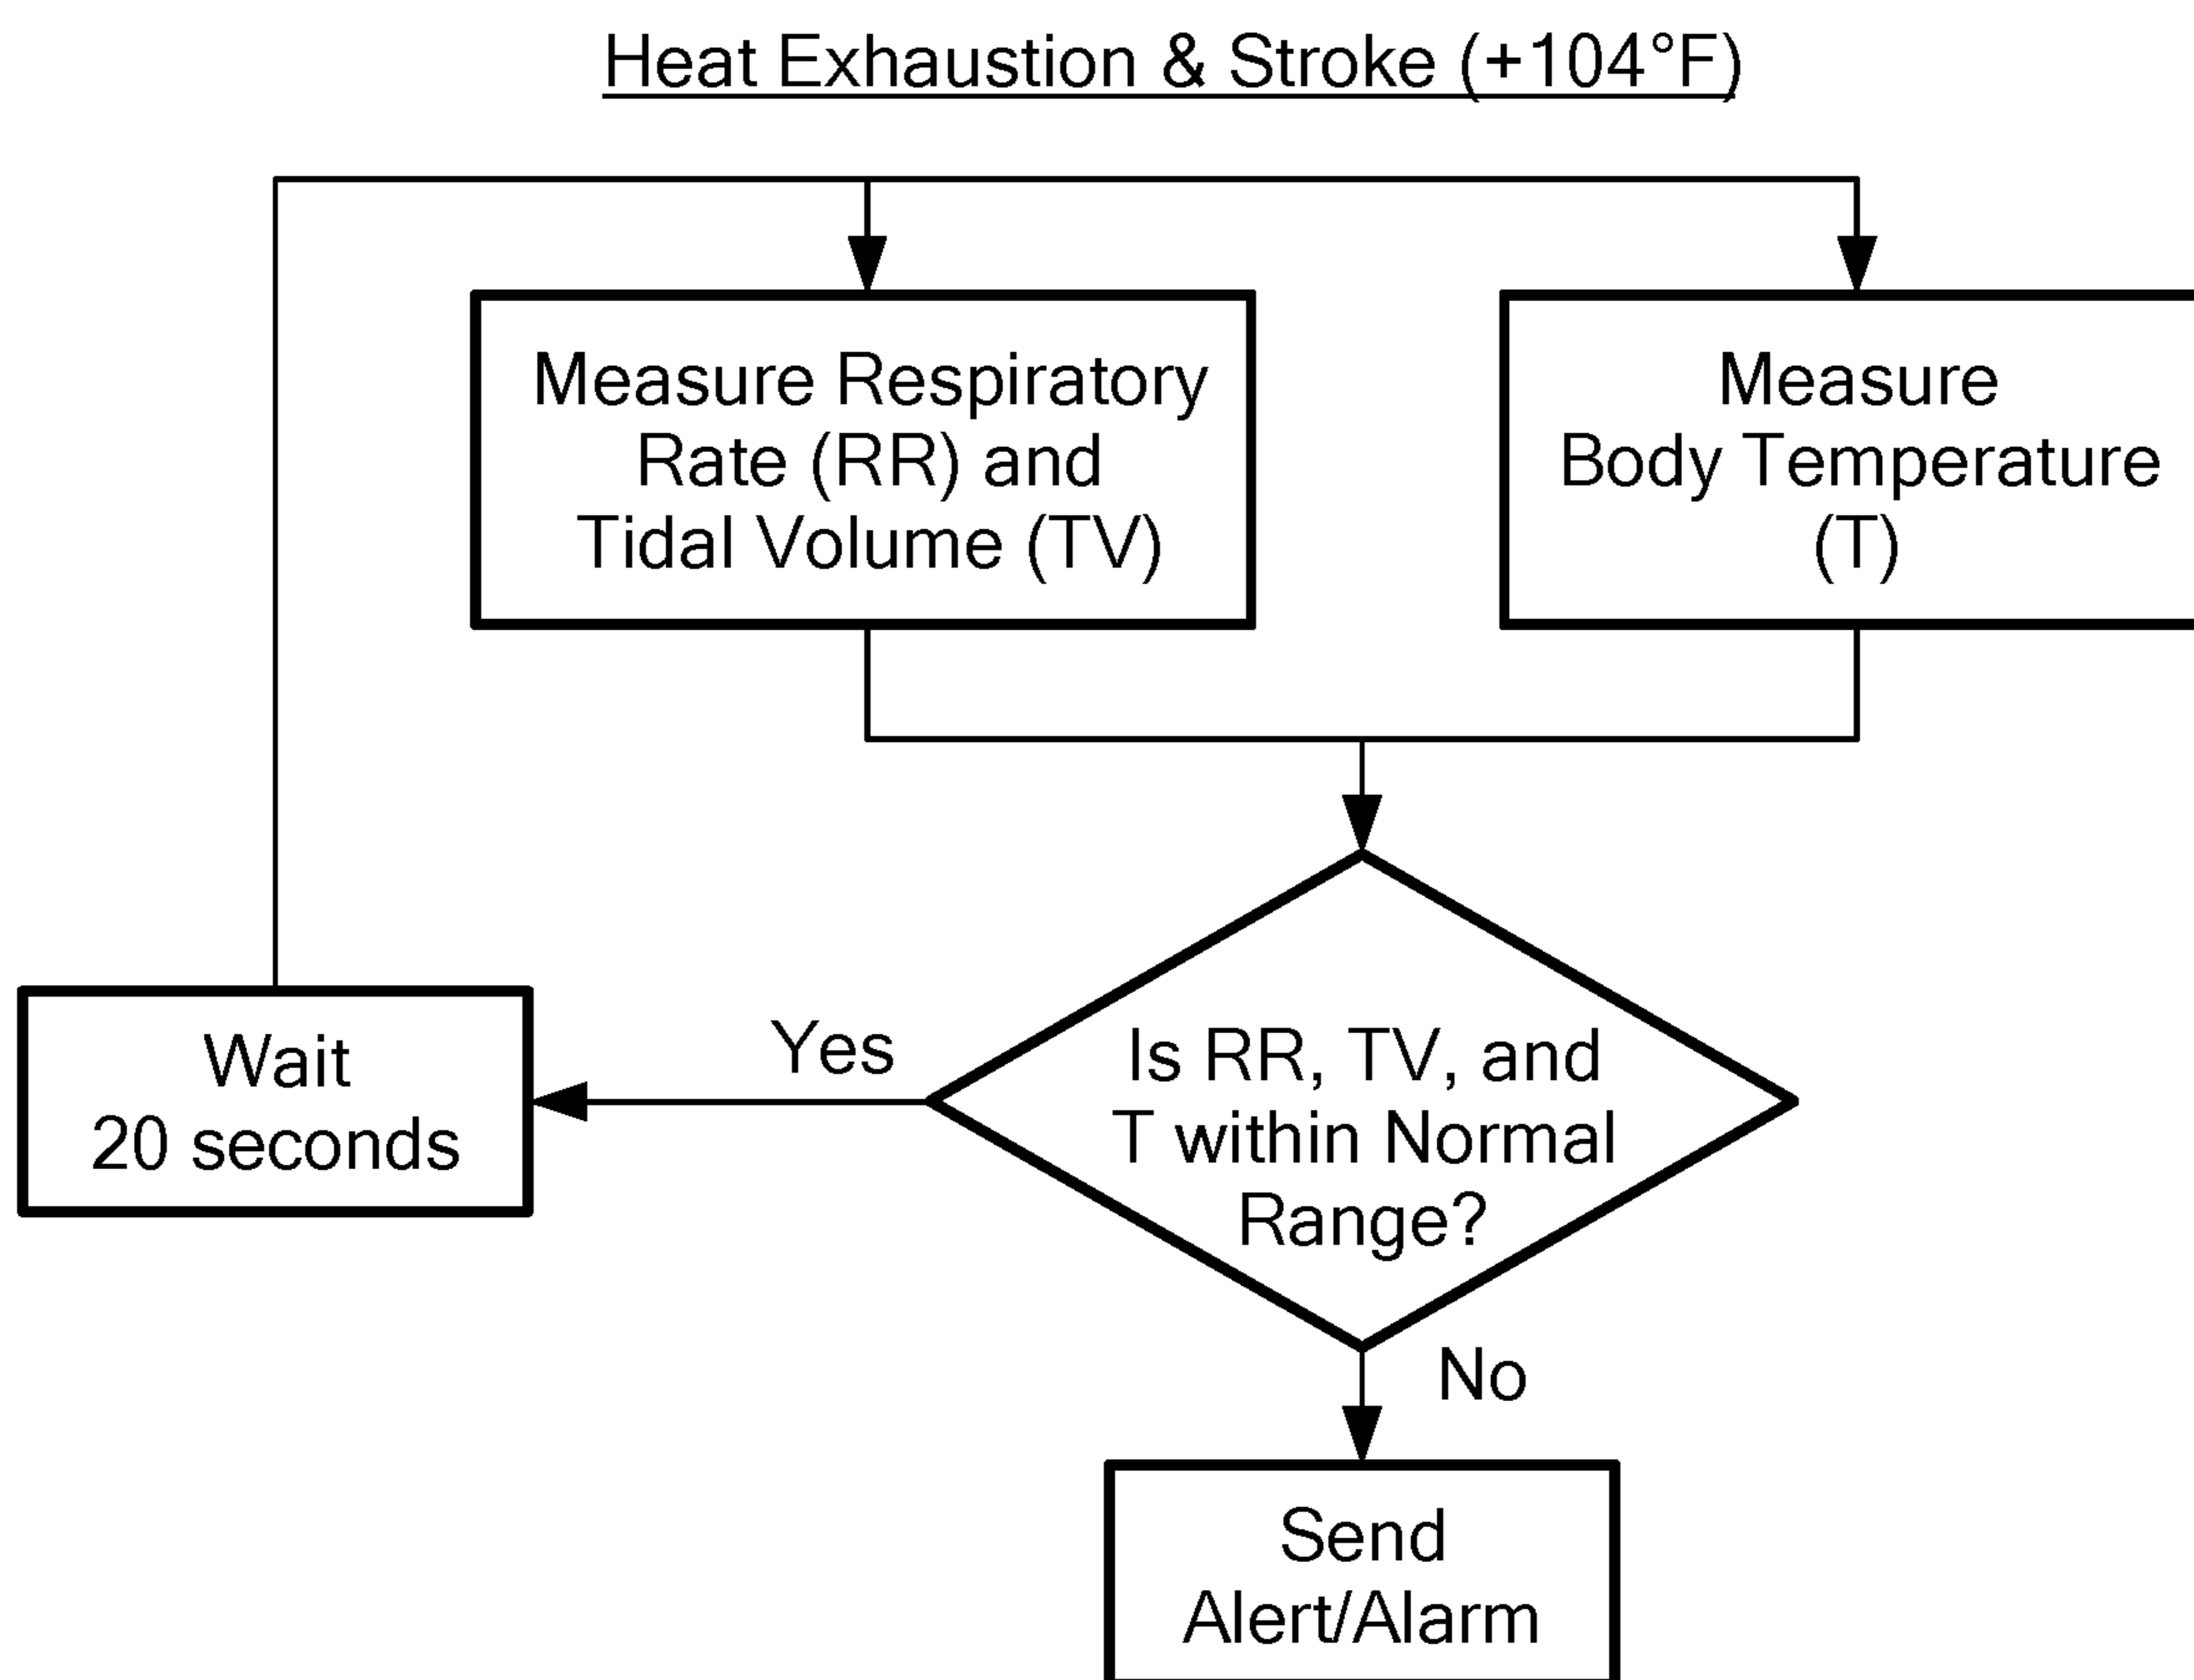 Heat Exhaustion & Stroke (+104°F)
Measure Respiratory
Rate (RR) and
Tidal Volume (TV)
Measure
Body Temperature
(T)
Is RR, TV, and
T within Normal
Range?
Yes
Wait
20 seconds
No
Send
Alert/Alarm